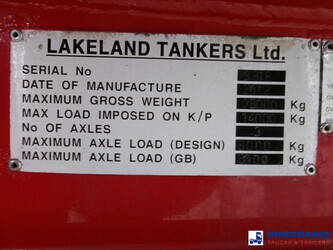 LAKELAND TANKERS Ltd.
SERIAL No
DATE OF MANUFACTURE
MAXIMUM GROSS WEIGHT Kg
MAX LOAD IMPOSED ON K/P Kg
No OF AXLES 3
MAXIMUM AXLE LOAD (DESIGN) Kg
MAXIMUM AXLE LOAD (GB) Kg